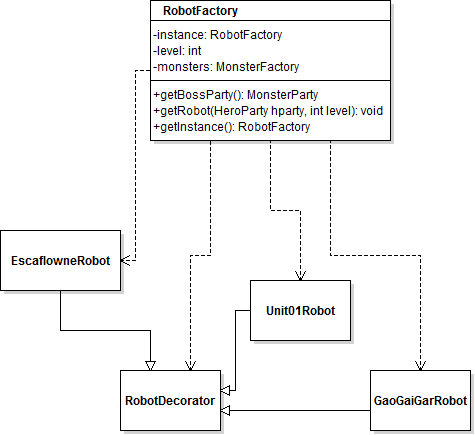 RobotFactory
-instance: RobotFactory
-level: int
-monsters: MonsterFactory
+getBossParty(): MonsterParty
+getRobot(HeroParty hparty, int level): void
+getInstance(): RobotFactory
EscaflowneRobot
Unit01Robot
RobotDecorator
GaoGaiGarRobot